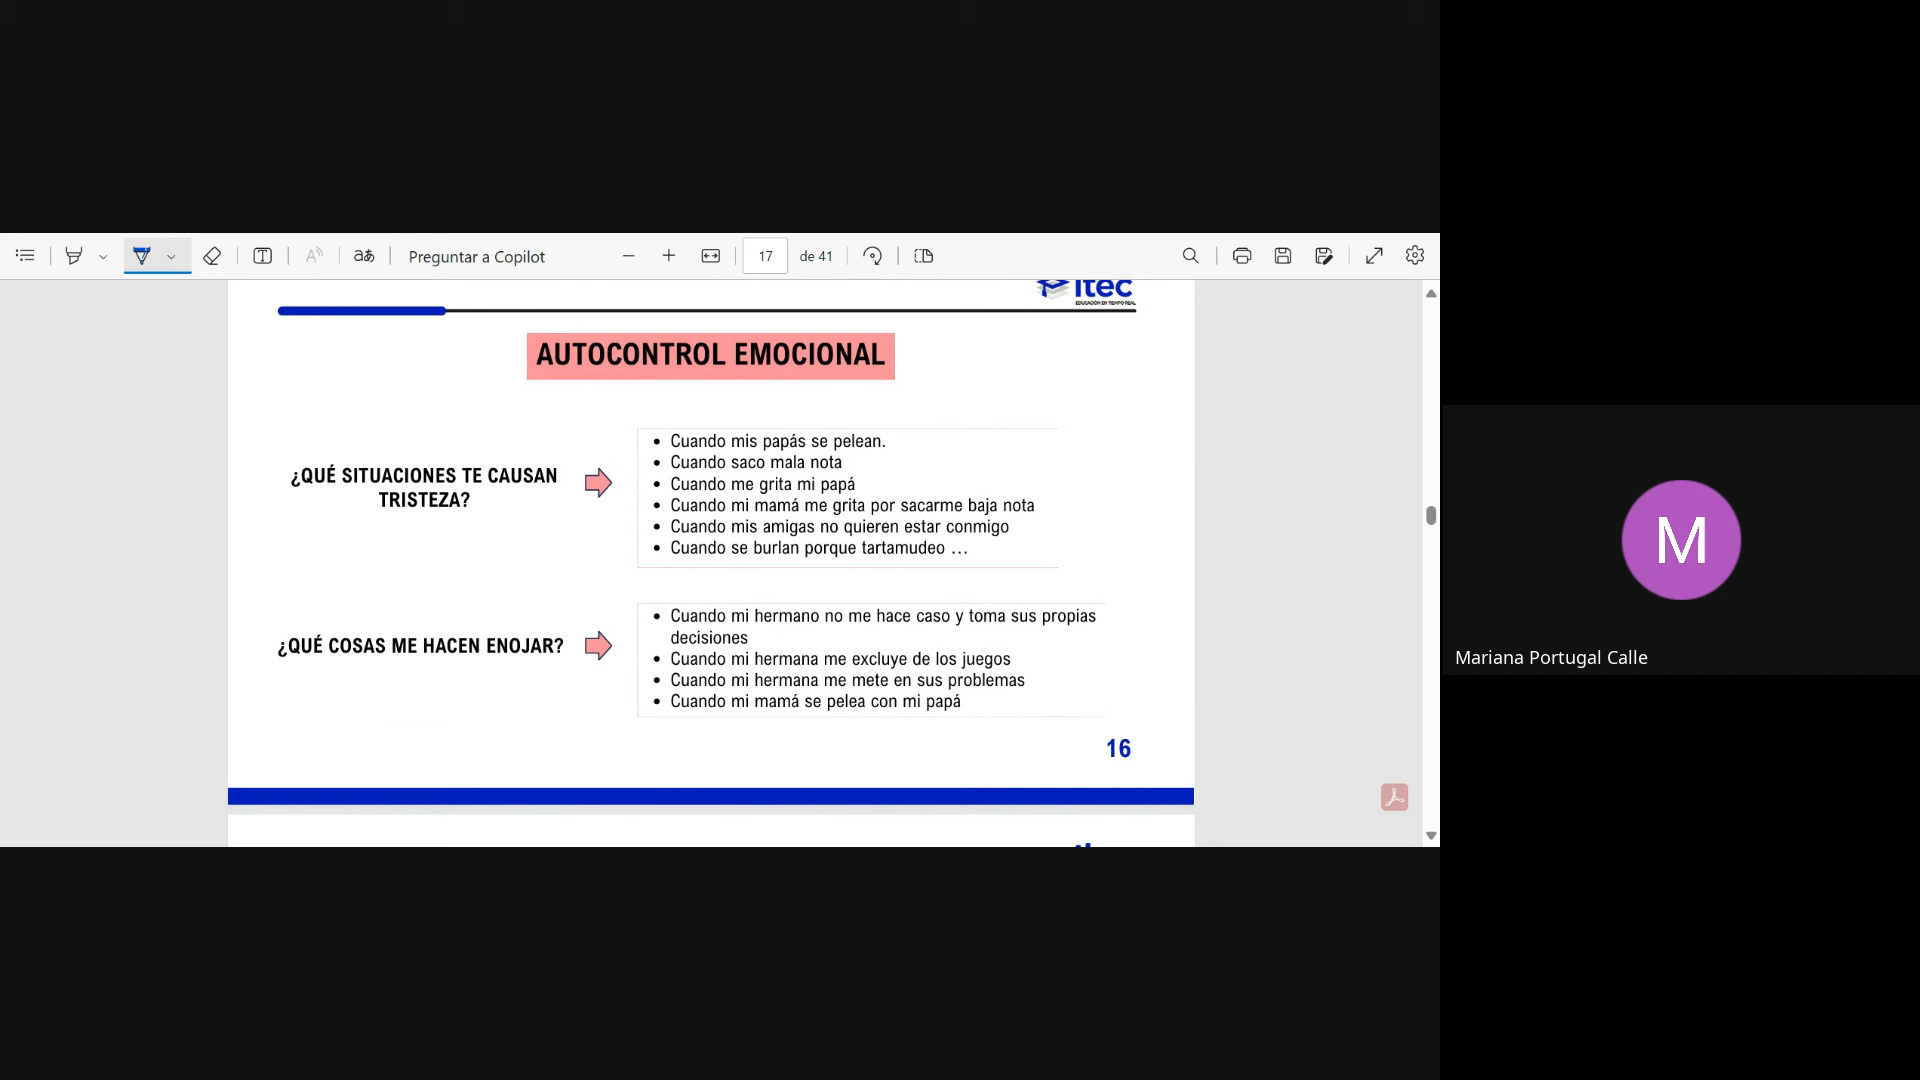 Preguntar a Copilot
17 de 41
itec
EDUCACIÓN EN TIEMPO REAL
AUTOCONTROL EMOCIONAL
¿QUÉ SITUACIONES TE CAUSAN
TRISTEZA?
• Cuando mis papás se pelean.
• Cuando saco mala nota
• Cuando me grita mi papá
• Cuando mi mamá me grita por sacarme baja nota
• Cuando mis amigas no quieren estar conmigo
• Cuando se burlan porque tartamudeo …
¿QUÉ COSAS ME HACEN ENOJAR?
• Cuando mi hermano no me hace caso y toma sus propias
decisiones
• Cuando mi hermana me excluye de los juegos
• Cuando mi hermana me mete en sus problemas
• Cuando mi mamá se pelea con mi papá
16
M
Mariana Portugal Calle